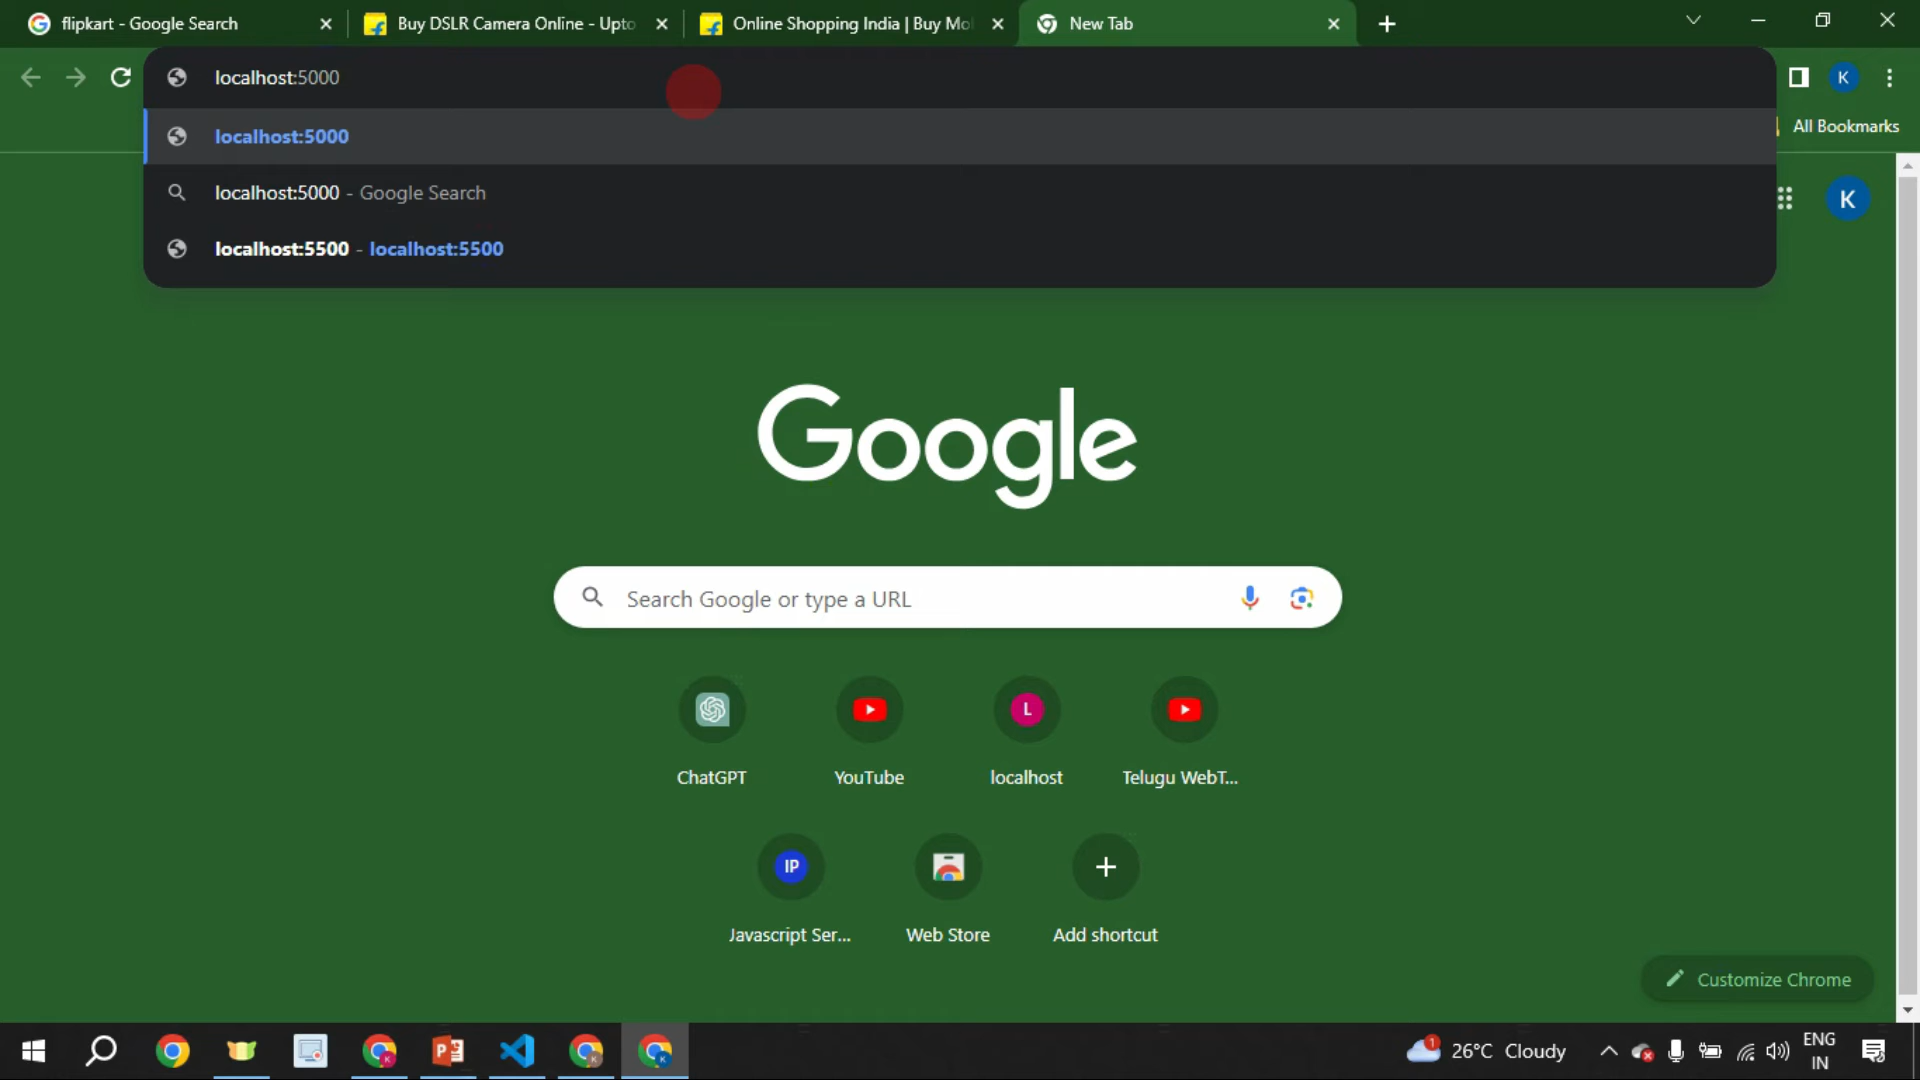 flipkart - Google Search
Buy DSLR Camera Online - Upto
Online Shopping India | Buy Mo
New Tab
localhost:5000
K
localhost:5000
All Bookmarks
localhost:5000 - Google Search
K
localhost:5500 - localhost:5500
Google
Search Google or type a URL
L
ChatGPT
YouTube
localhost
Telugu WebT...
IP
Javascript Ser...
Web Store
Add shortcut
Customize Chrome
1
26°C Cloudy
ENG
IN